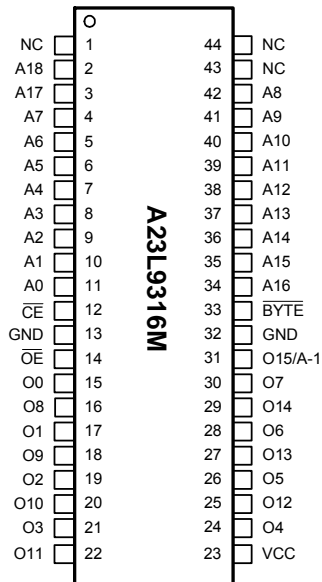 NC 1 44 NC
A18 2 43 NC
A17 3 42 A8
A7 4 41 A9
A6 5 40 A10
A5 6 39 A11
A4 7 38 A12
A3 8 37 A13
A2 9 36 A14
A1 10 35 A15
A0 11 34 A16
C̅E̅ 12 33 B̅Y̅T̅E̅
GND 13 32 GND
O̅E̅ 14 31 O15/A-1
O0 15 30 O7
O8 16 29 O14
O1 17 28 O6
O9 18 27 O13
O2 19 26 O5
O10 20 25 O12
O3 21 24 O4
O11 22 23 VCC
A23L9316M